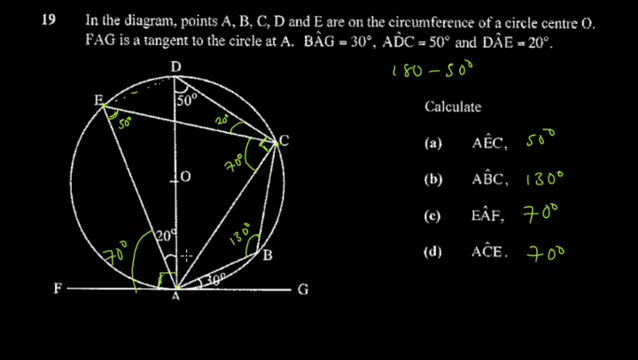 19 In the diagram, points A, B, C, D and E are on the circumference of a circle centre O.
FAG is a tangent to the circle at A. BÂG = 30°, AD̂C = 50° and DÂE = 20°.
180 - 50°
D
50°
E
50°
20°
Calculate
C
(a) AÊC, 50°
70°
O
(b) AB̂C, 130°
(c) EÂF, 70°
20°
130°
70°
B
(d) AĈE. 70°
30°
F
A
G